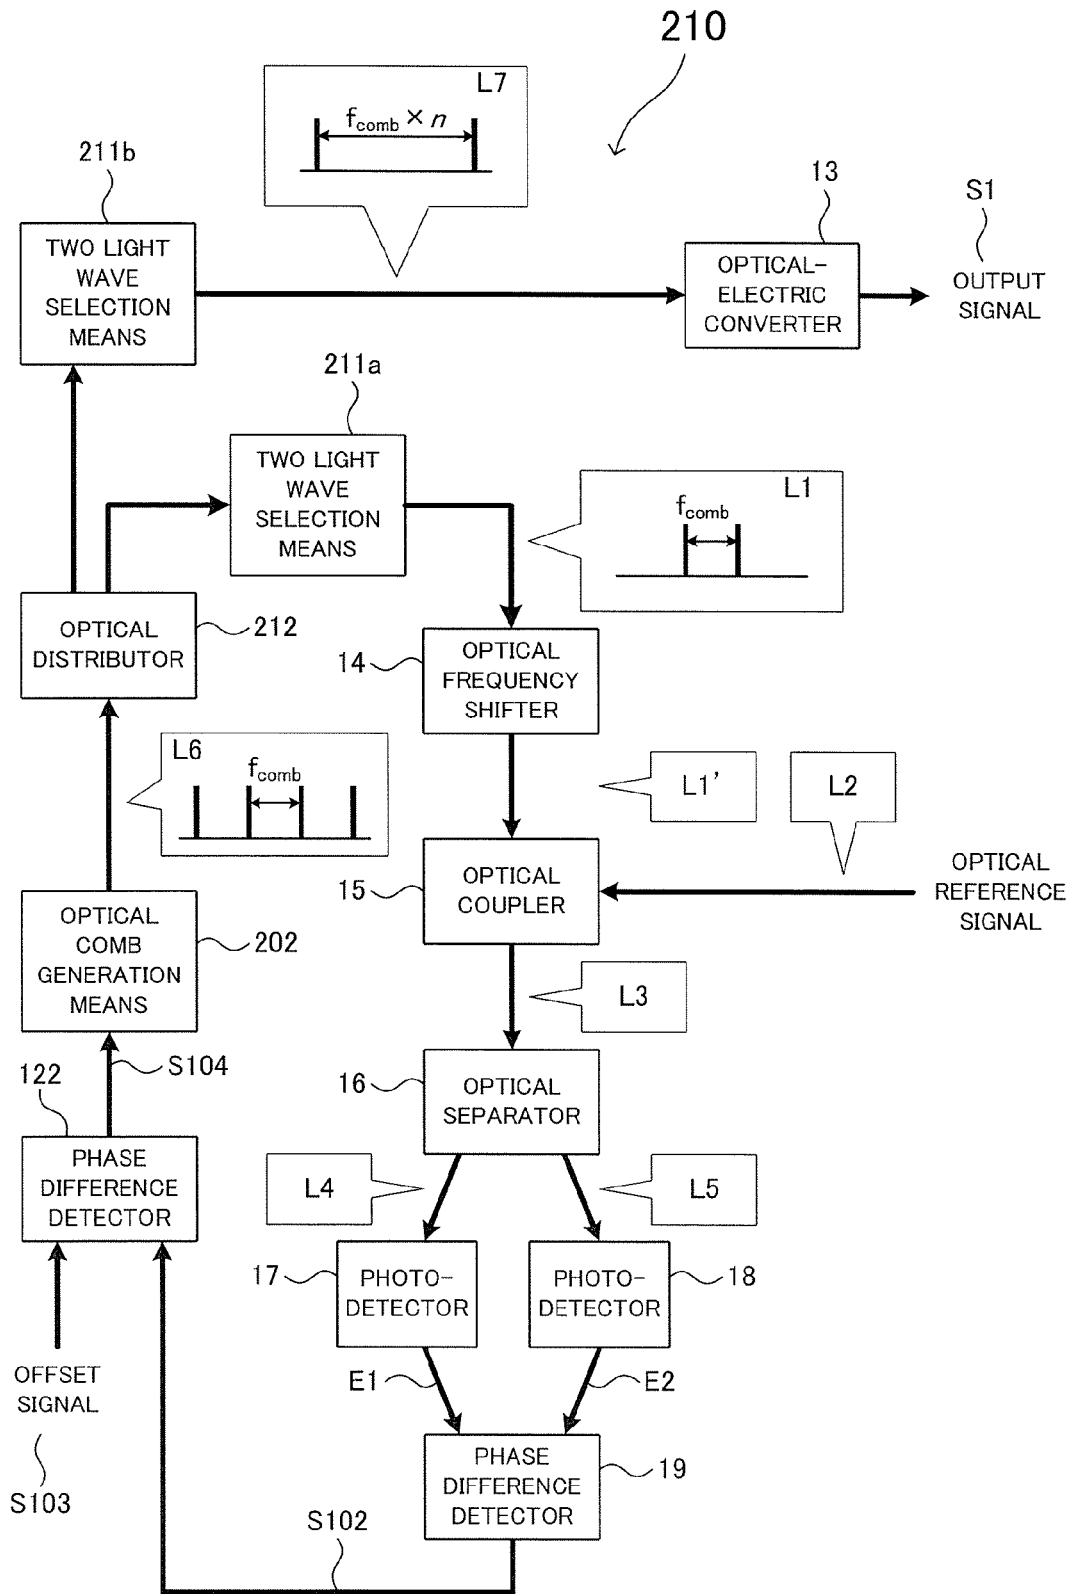 210
L7
fcomb × n
211b
TWO LIGHT
WAVE
SELECTION
MEANS
13
OPTICAL-
ELECTRIC
CONVERTER
S1
OUTPUT
SIGNAL
211a
TWO LIGHT
WAVE
SELECTION
MEANS
L1
fcomb
OPTICAL
DISTRIBUTOR
212
14
OPTICAL
FREQUENCY
SHIFTER
L6
fcomb
L1’
L2
15
OPTICAL
COUPLER
OPTICAL
REFERENCE
SIGNAL
OPTICAL
COMB
GENERATION
MEANS
202
L3
S104
122
16
OPTICAL
SEPARATOR
PHASE
DIFFERENCE
DETECTOR
L4
L5
17
PHOTO-
DETECTOR
PHOTO-
DETECTOR
18
OFFSET
SIGNAL
E1
E2
S103
PHASE
DIFFERENCE
DETECTOR
19
S102